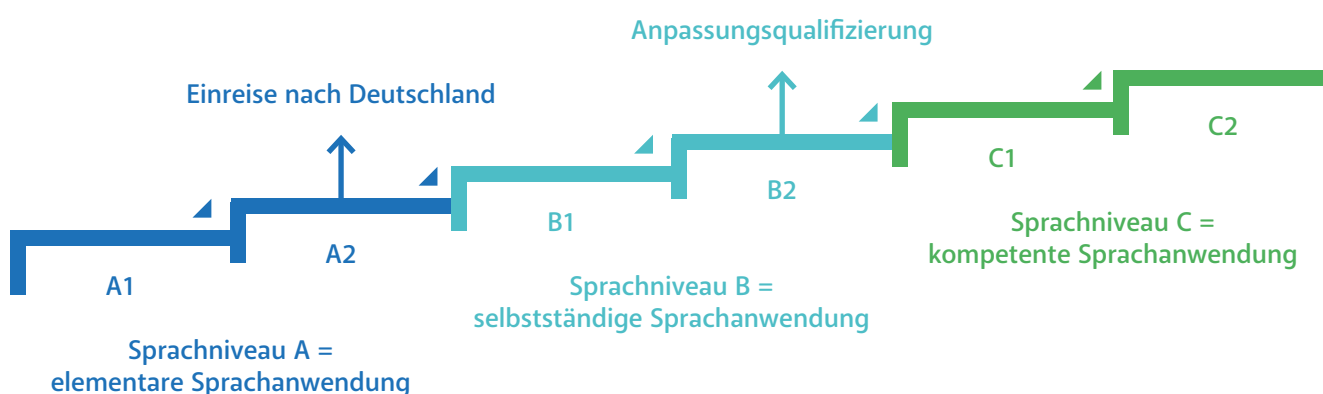 Anpassungsqualifizierung
Einreise nach Deutschland
C2
C1
B2
B1
A2
A1
Sprachniveau C =
kompetente Sprachanwendung
Sprachniveau B =
selbstständige Sprachanwendung
Sprachniveau A =
elementare Sprachanwendung